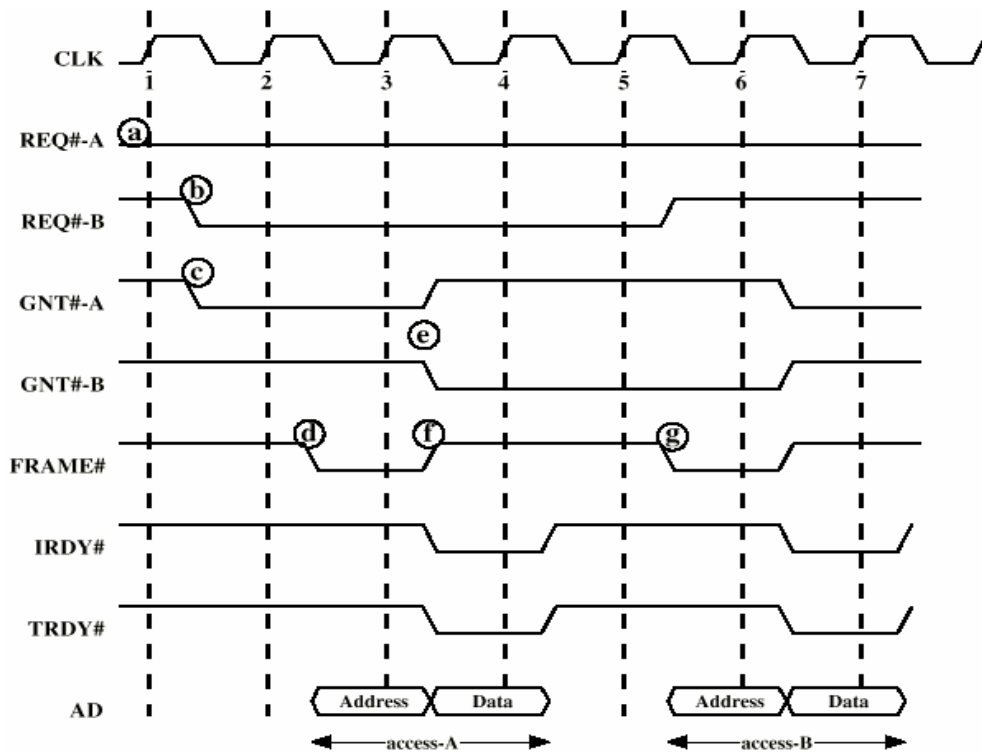 CLK
1 2 3 4 5 6 7
a
REQ#-A
b
REQ#-B
c
GNT#-A
e
GNT#-B
d f g
FRAME#
IRDY#
TRDY#
AD Address Data Address Data
access-A access-B